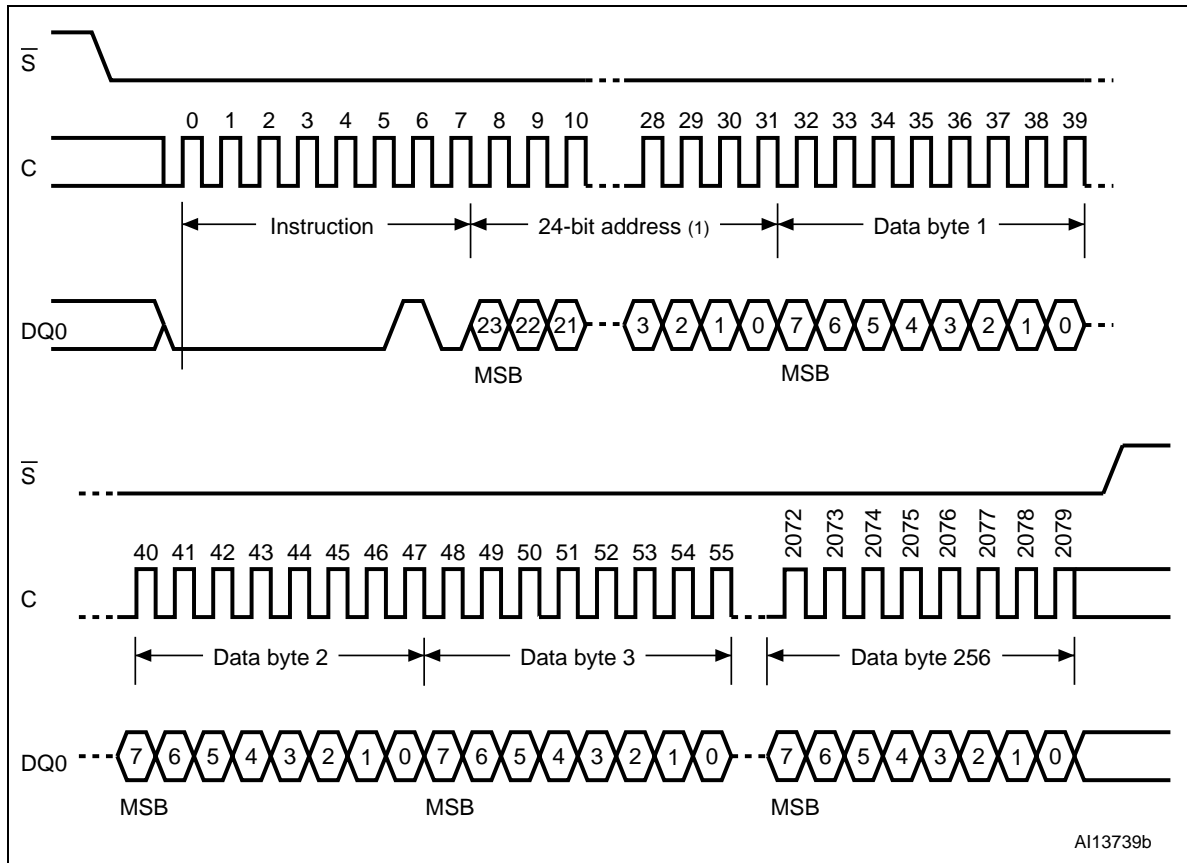 S
0 1 2 3 4 5 6 7 8 9 10 28 29 30 31 32 33 34 35 36 37 38 39
C
Instruction 24-bit address (1) Data byte 1
DQ0 23 22 21 3 2 1 0 7 6 5 4 3 2 1 0
MSB MSB
S
2072 2073 2074 2075 2076 2077 2078 2079
40 41 42 43 44 45 46 47 48 49 50 51 52 53 54 55
C
Data byte 2 Data byte 3 Data byte 256
DQ0 7 6 5 4 3 2 1 0 7 6 5 4 3 2 1 0 7 6 5 4 3 2 1 0
MSB MSB MSB
AI13739b